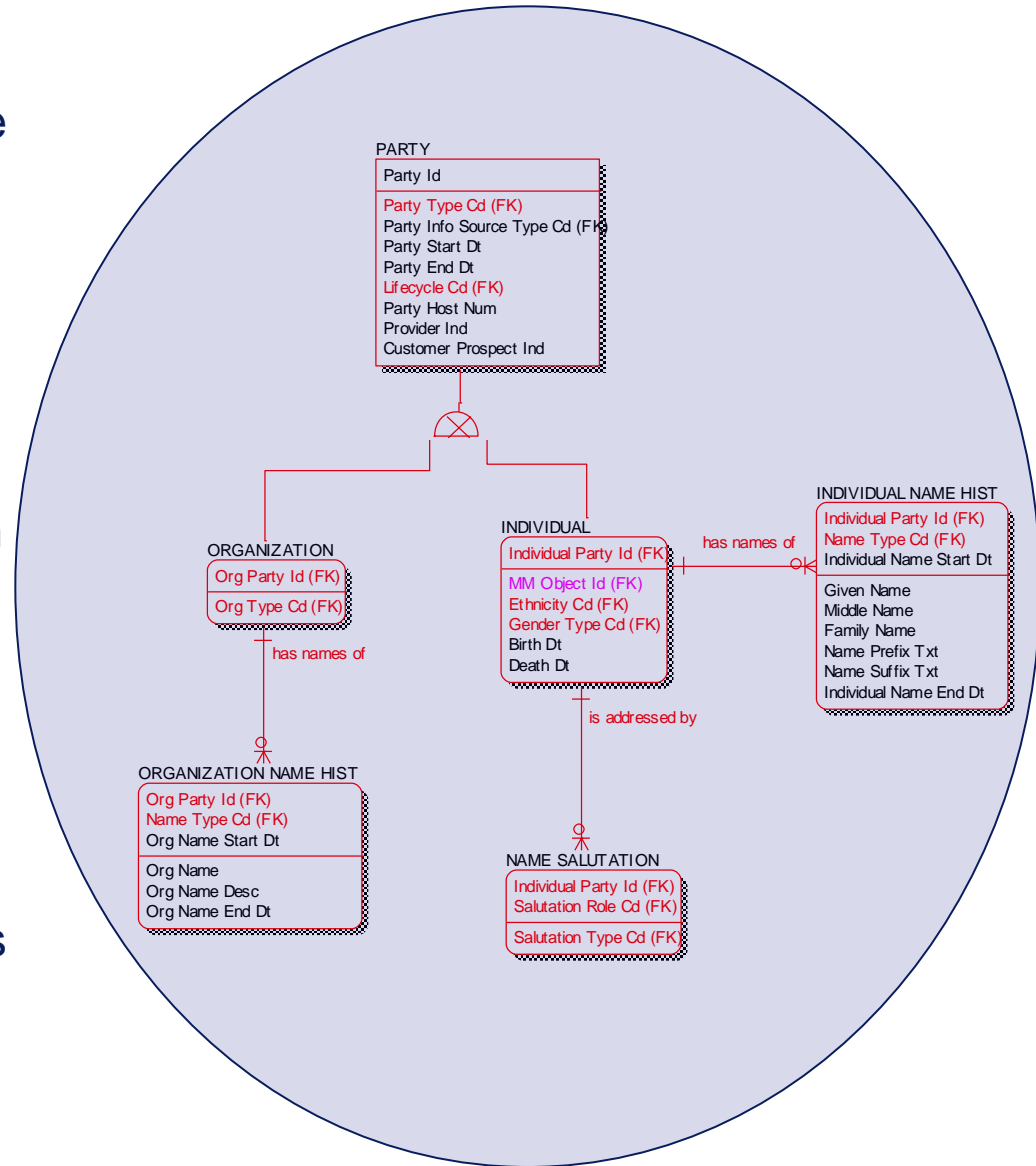 e
PARTY
Party Id
Party Type Cd (FK)
Party Info Source Type Cd (FK)
Party Start Dt
Party End Dt
Lifecycle Cd (FK)
Party Host Num
Provider Ind
Customer Prospect Ind
ORGANIZATION
Org Party Id (FK)
Org Type Cd (FK)
has names of
INDIVIDUAL
Individual Party Id (FK
MM Object Id (FK)
Ethnicity Cd (FK)
Gender Type Cd (FK)
Birth Dt
Death Dt
has names of
INDIVIDUAL NAME HIST
Individual Party Id (FK)
Name Type Cd (FK)
Individual Name Start Dt
Given Name
Middle Name
Family Name
Name Prefix Txt
Name Suffix Txt
Individual Name End Dt
is addressed by
ORGANIZATION NAME HIST
Org Party Id (FK)
Name Type Cd (FK)
Org Name Start Dt
Org Name
Org Name Desc
Org Name End Dt
NAME SALUTATION
Individual Party Id (FK)
Salutation Role Cd (FK)
Salutation Type Cd (FK)
s